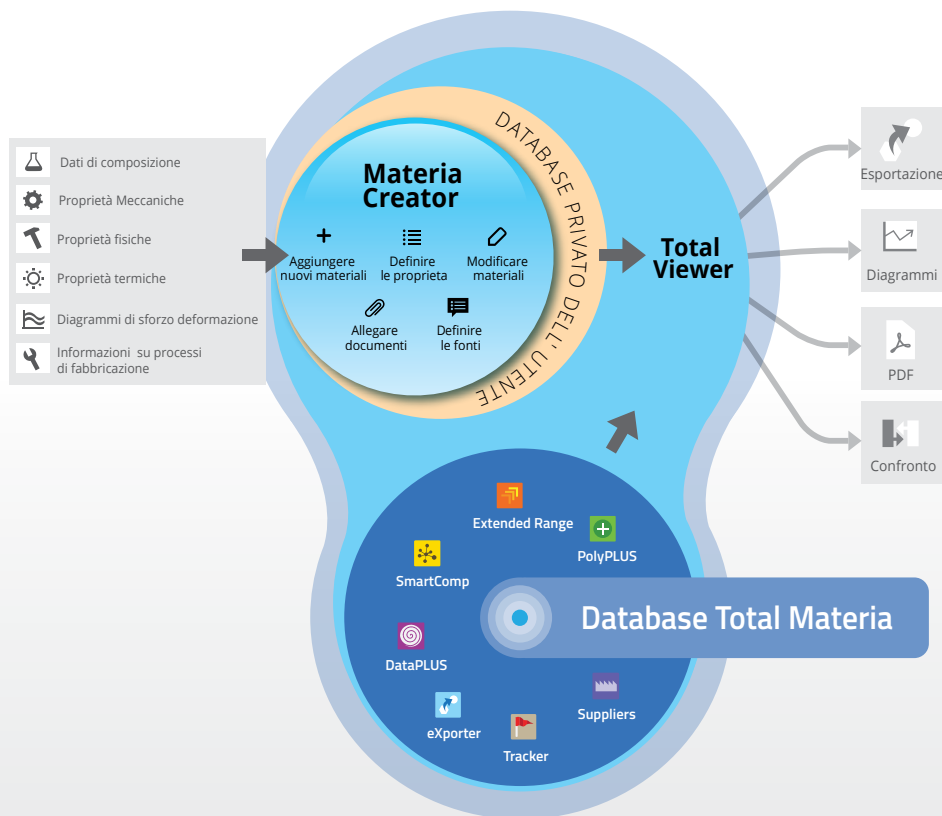 Dati di composizione
Proprietà Meccaniche
Proprietà fisiche
Proprietà termiche
Diagrammi di sforzo deformazione
Informazioni su processi
di fabbricazione
Materia
Creator
Aggiungere
nuovi materiali
Definire
le proprieta
Modificare
materiali
Allegare
documenti
Definire
le fonti
DATABASE PRIVATO DELL' UTENTE
Total
Viewer
Esportazione
Diagrammi
PDF
Confronto
Extended Range
PolyPLUS
SmartComp
Database Total Materia
DataPLUS
Suppliers
eXporter
Tracker